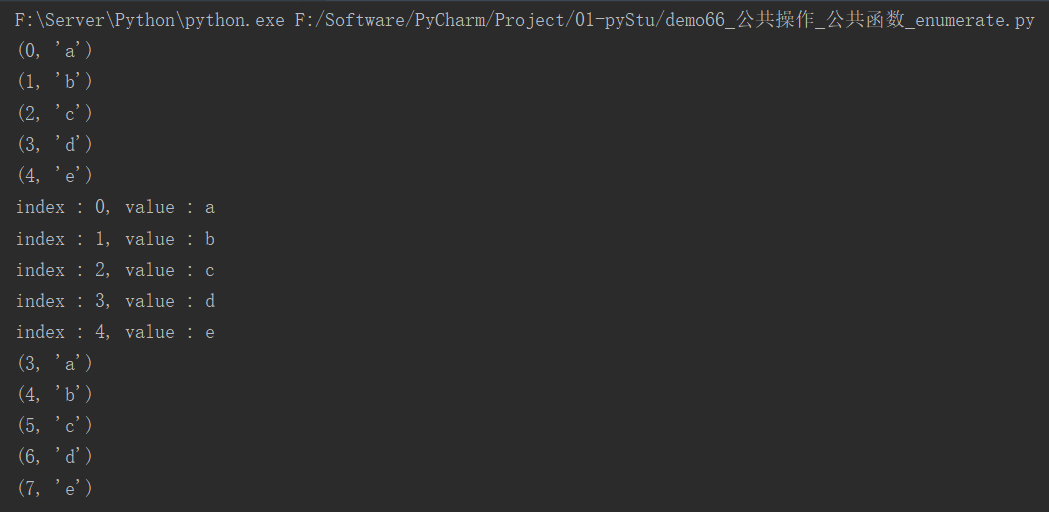 F:\Server\Python\python.exe F:/Software/PyCharm/Project/01-pyStu/demo66_公共操作_公共函数_enumerate.py
(0, 'a')
(1, 'b')
(2, 'c')
(3, 'd')
(4, 'e')
index : 0, value : a
index : 1, value : b
index : 2, value : c
index : 3, value : d
index : 4, value : e
(3, 'a')
(4, 'b')
(5, 'c')
(6, 'd')
(7, 'e')